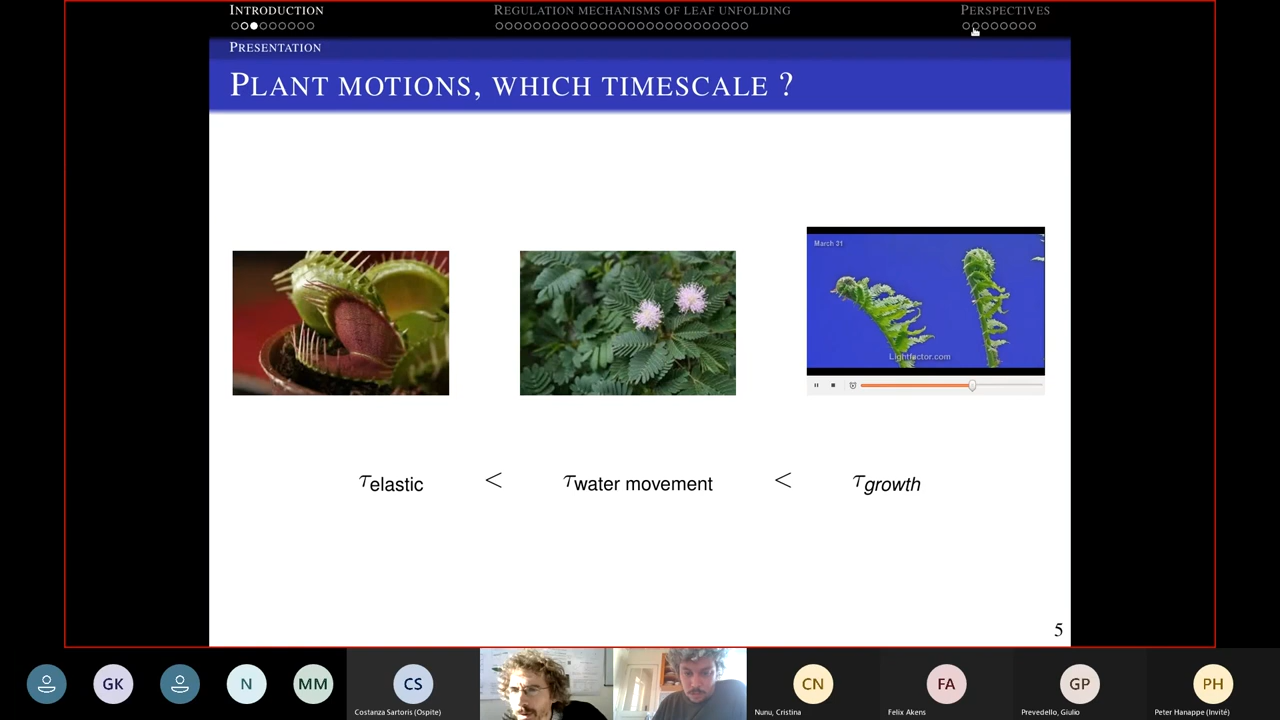 INTRODUCTION
REGULATION MECHANISMS OF LEAF UNFOLDING
PERSPECTIVES
PRESENTATION
PLANT MOTIONS, WHICH TIMESCALE ?
March 31
Lightfactor.com
τelastic < τwater movement < τgrowth
5
GK
N
MM
CS
CN
FA
GP
PH
Costanza Sartoris (Ospite)
Nunu, Cristina
Felix Akens
Prevedello, Giulio
Peter Hanappe (Invité)